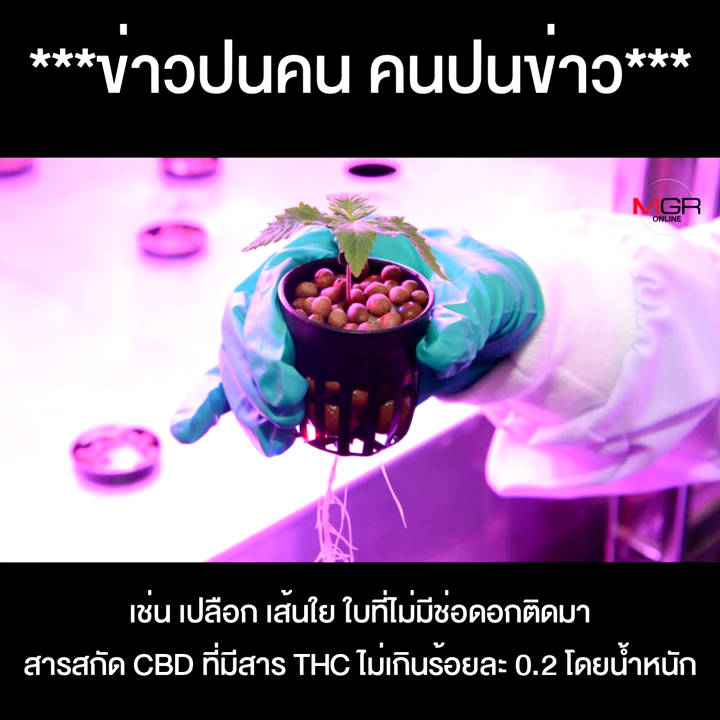 ***ข่าวปนคน คนปนข่าว***
MGR
ONLINE
เช่น เปลือก เส้นใย ใบที่ไม่มีช่อดอกติดมา
สารสกัด CBD ที่มีสาร THC ไม่เกินร้อยละ 0.2 โดยน้ำหนัก